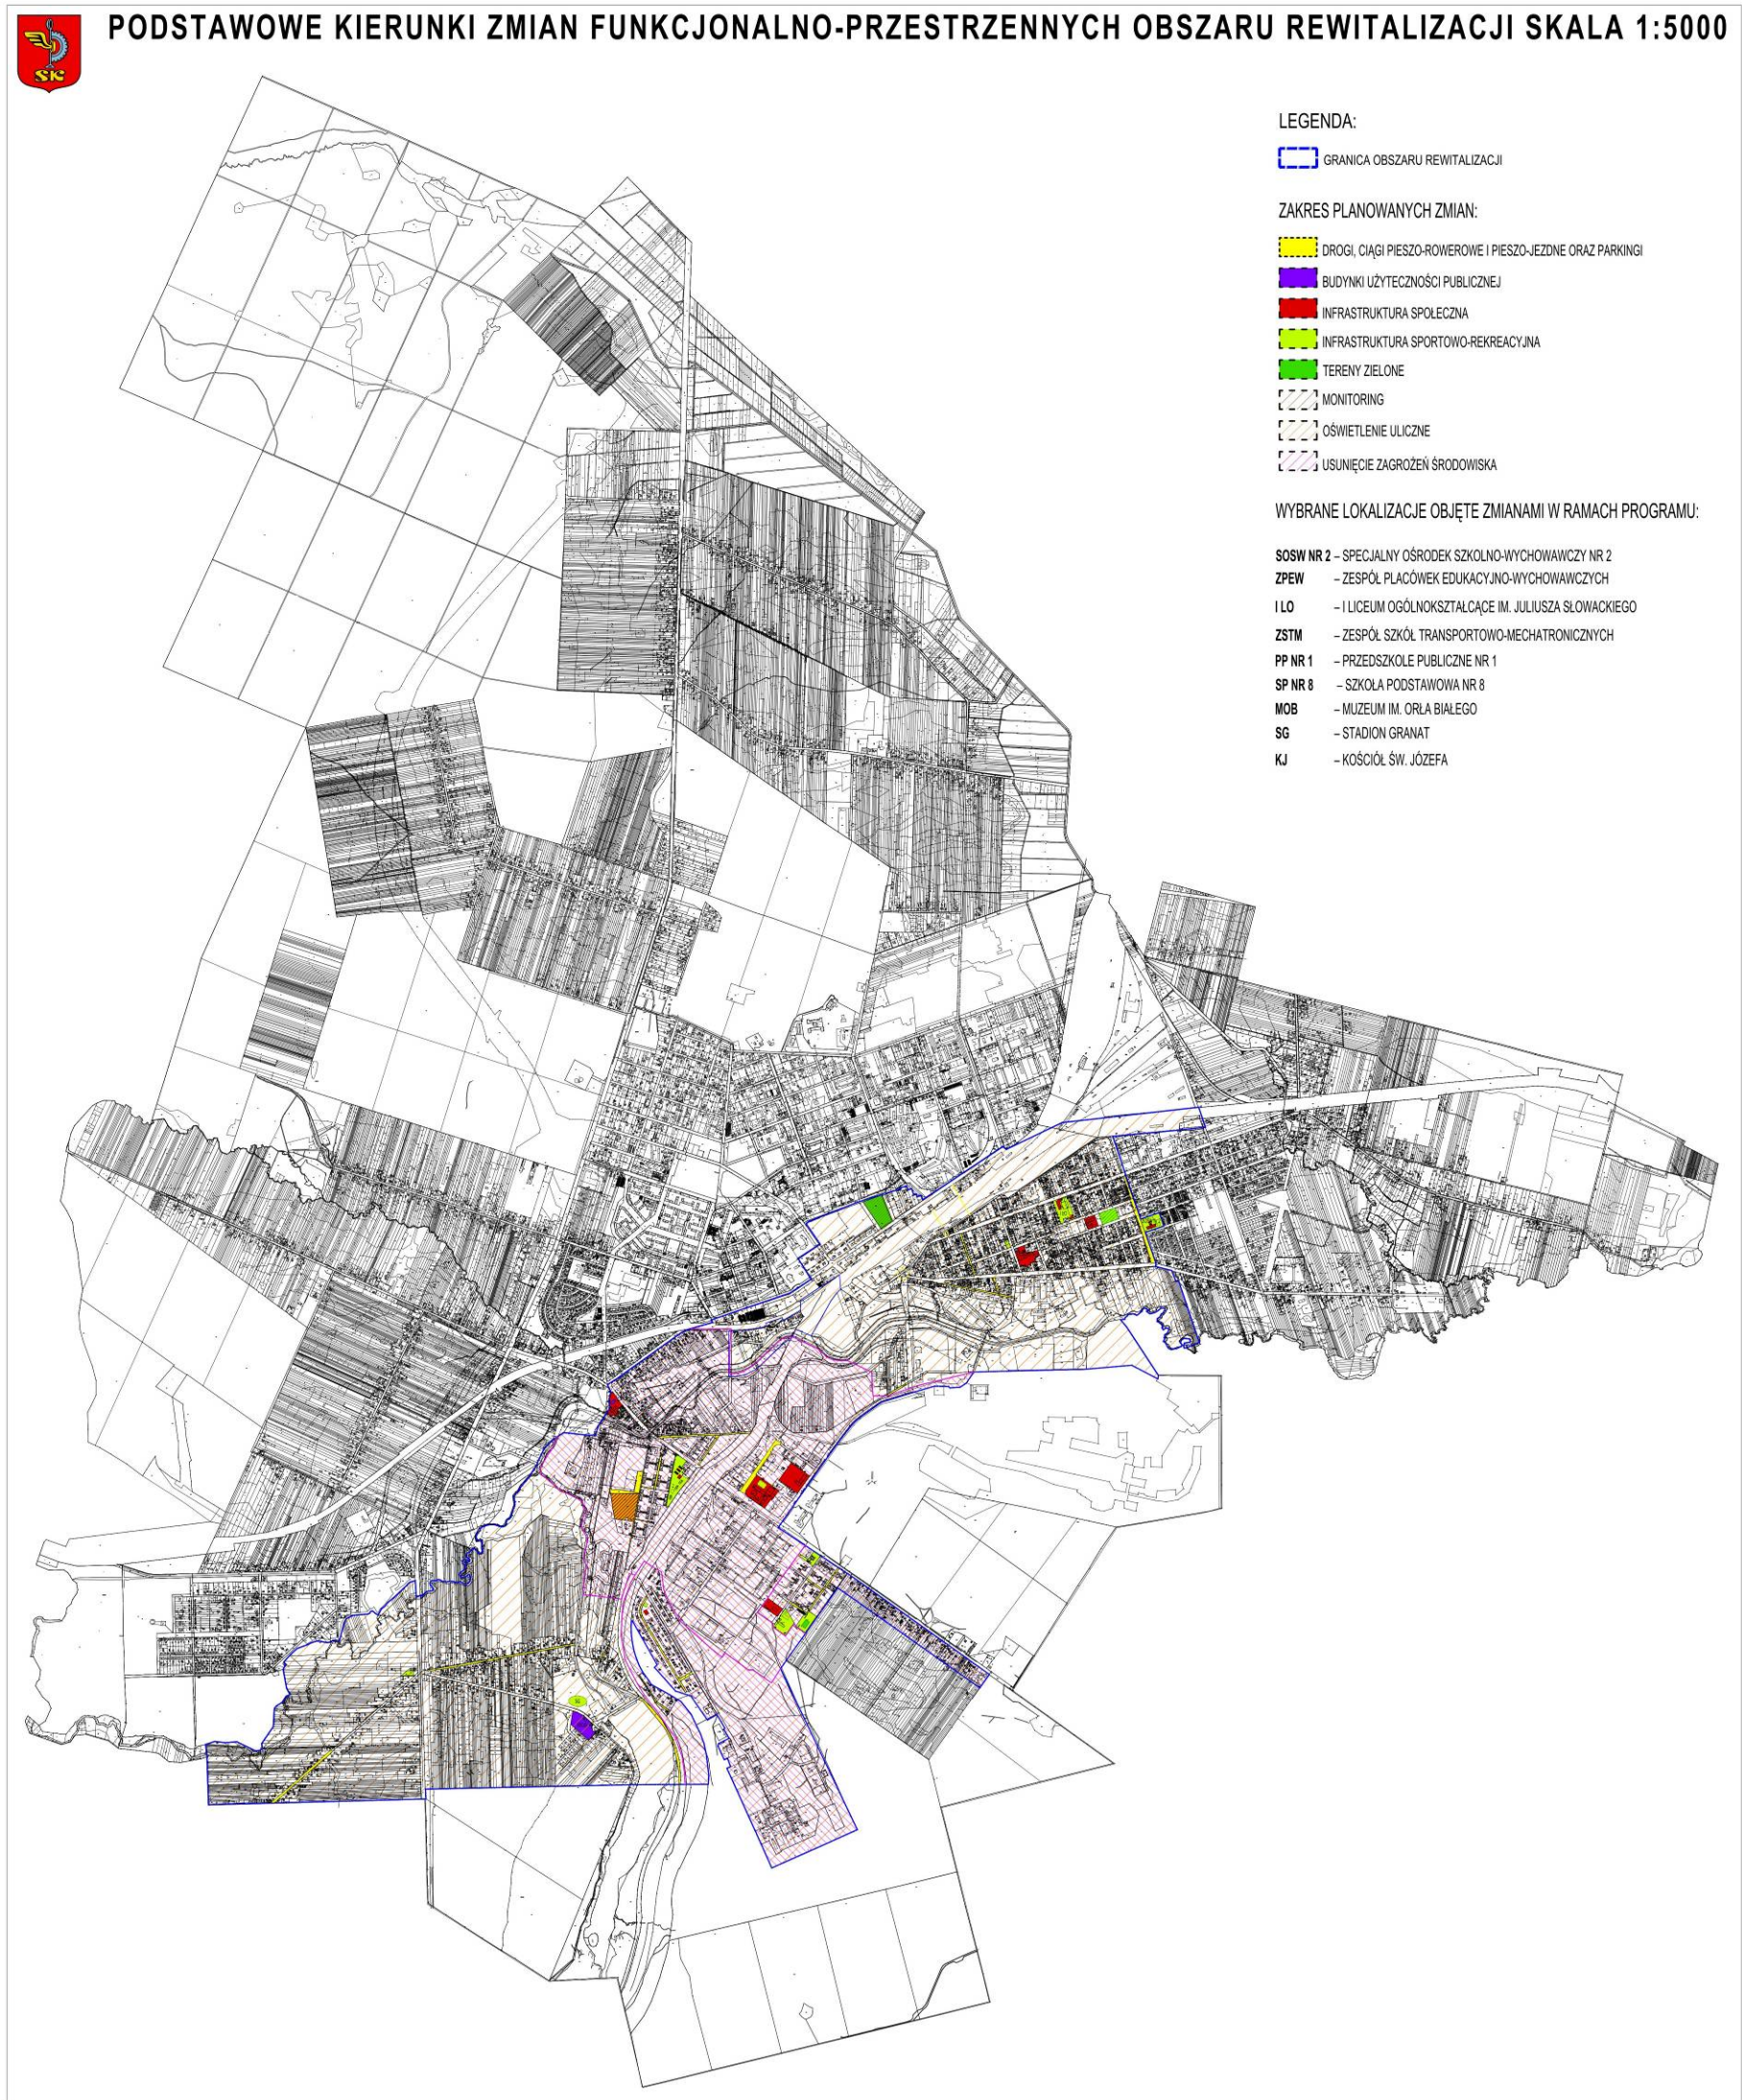 PODSTAWOWE KIERUNKI ZMIAN FUNKCJONALNO-PRZESTRZENNYCH OBSZARU REWITALIZACJI SKALA 1:5000
SK
LEGENDA:
GRANICA OBSZARU REWITALIZACJI
ZAKRES PLANOWANYCH ZMIAN:
DROGI, CIĄGI PIESZO-ROWEROWE I PIESZO-JEZDNE ORAZ PARKINGI
BUDYNKI UŻYTECZNOŚCI PUBLICZNEJ
INFRASTRUKTURA SPOŁECZNA
INFRASTRUKTURA SPORTOWO-REKREACYJNA
TERENY ZIELONE
MONITORING
OŚWIETLENIE ULICZNE
USUNIĘCIE ZAGROŻEŃ ŚRODOWISKA
WYBRANE LOKALIZACJE OBJĘTE ZMIANAMI W RAMACH PROGRAMU:
SOSW NR 2 – SPECJALNY OŚRODEK SZKOLNO-WYCHOWAWCZY NR 2
ZPEW – ZESPÓŁ PLACÓWEK EDUKACYJNO-WYCHOWAWCZYCH
I LO – I LICEUM OGÓLNOKSZTAŁCĄCE IM. JULIUSZA SŁOWACKIEGO
ZSTM – ZESPÓŁ SZKÓŁ TRANSPORTOWO-MECHATRONICZNYCH
PP NR 1 – PRZEDSZKOLE PUBLICZNE NR 1
SP NR 8 – SZKOŁA PODSTAWOWA NR 8
MOB – MUZEUM IM. ORŁA BIAŁEGO
SG – STADION GRANAT
KJ – KOŚCIÓŁ ŚW. JÓZEFA